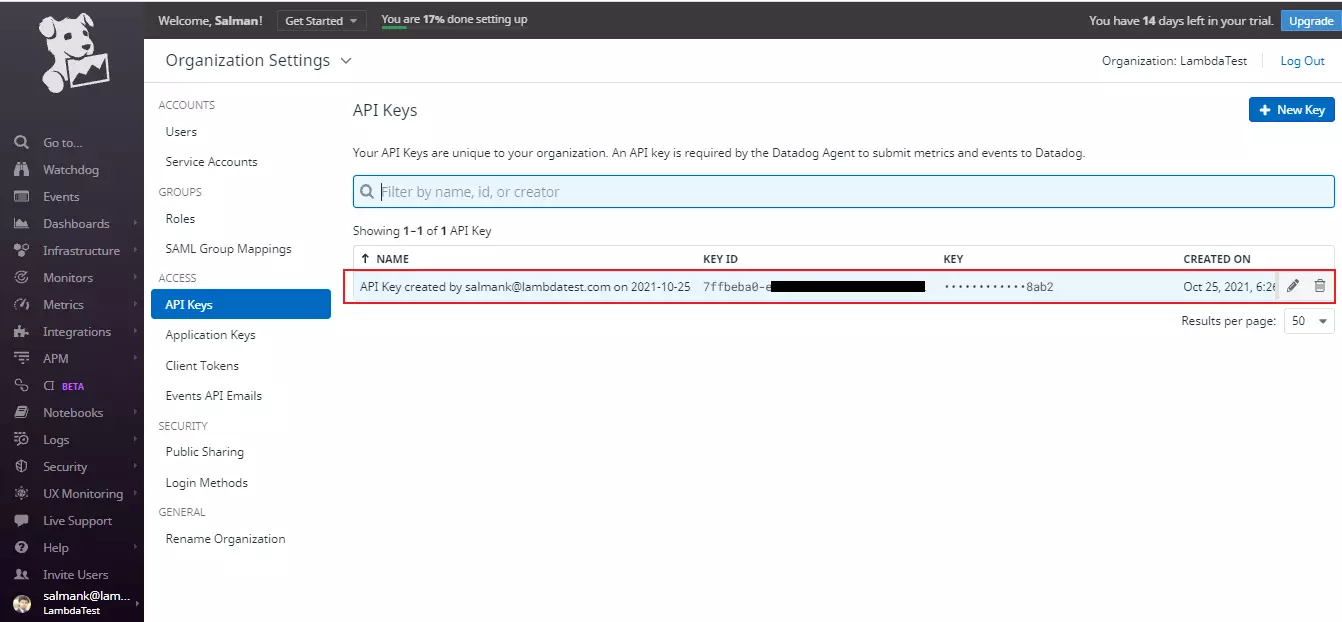 Welcome, Salman!
Get Started
You are 17% done setting up
You have 14 days left in your trial.
Upgrade
Organization Settings
Organization: LambdaTest
Log Out
Go to...
Watchdog
Events
Dashboards
Infrastructure
Monitors
Metrics
Integrations
APM
CI BETA
Notebooks
Logs
Security
UX Monitoring
Live Support
Help
Invite Users
salmank@lam...
LambdaTest
ACCOUNTS
Users
Service Accounts
GROUPS
Roles
SAML Group Mappings
ACCESS
API Keys
Application Keys
Client Tokens
Events API Emails
SECURITY
Public Sharing
Login Methods
GENERAL
Rename Organization
API Keys
New Key
Your API Keys are unique to your organization. An API key is required by the Datadog Agent to submit metrics and events to Datadog.
Filter by name, id, or creator
Showing 1–1 of 1 API Key
NAME KEY ID KEY CREATED ON
API Key created by salmank@lambdatest.com on 2021-10-25 7ffbeba0-e ············8ab2 Oct 25, 2021, 6:26
Results per page: 50